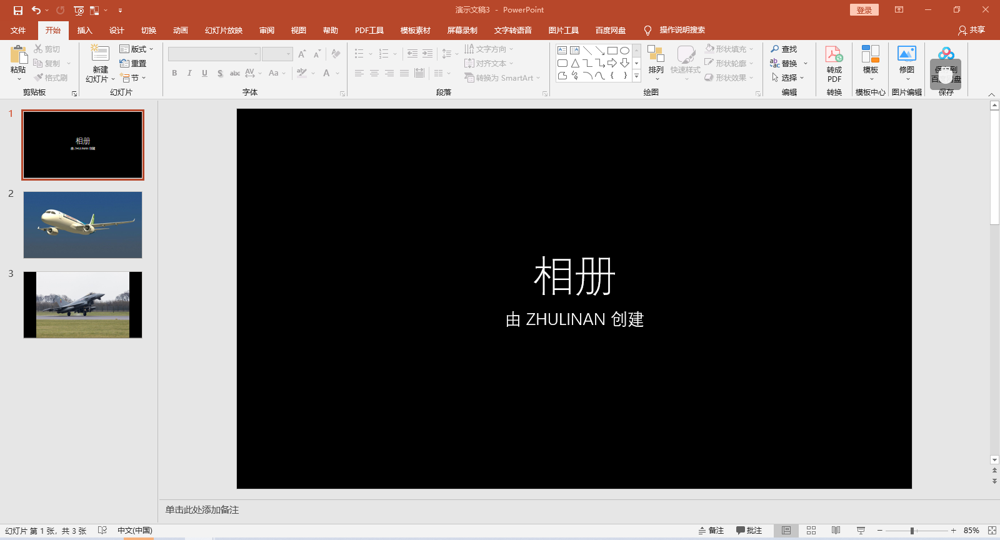 演示文稿3 - PowerPoint
登录
文件 开始 插入 设计 切换 动画 幻灯片放映 审阅 视图 帮助 PDF工具 模板素材 屏幕录制 文字转语音 图片工具 百度网盘 操作说明搜索 共享
粘贴
剪切
复制
格式刷
剪贴板
新建
幻灯片
版式
重置
节
幻灯片
B I U S abc AV Aa A
字体
文字方向
对齐文本
转换为 SmartArt
段落
排列
快速样式
形状填充
形状轮廓
形状效果
绘图
查找
替换
选择
编辑
转成
PDF
转换
模板
模板中心
修图
图片编辑
保存
1
相册
由 ZHULINAN 创建
2
3
相册
由 ZHULINAN 创建
单击此处添加备注
幻灯片 第 1 张，共 3 张 中文(中国) 备注 批注 85%